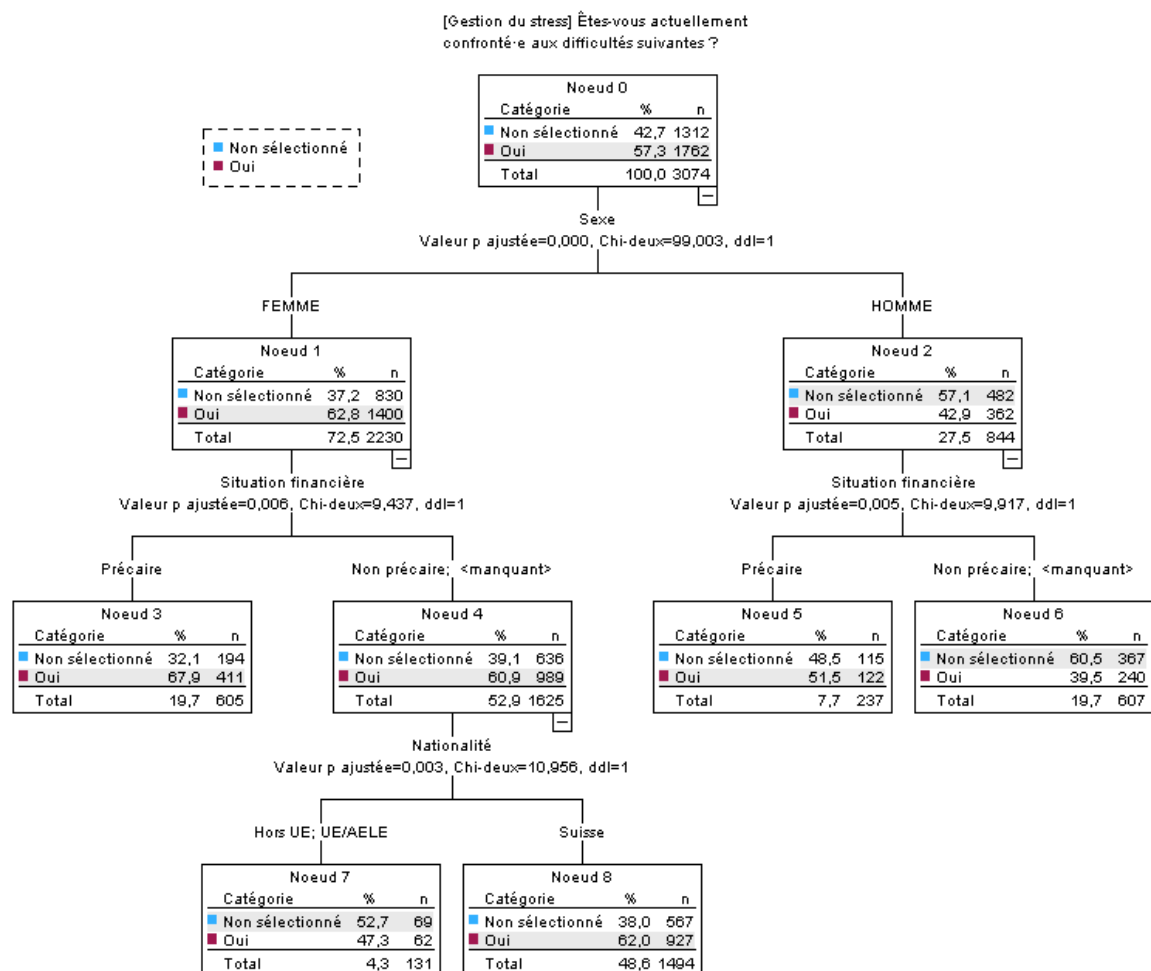 [Gestion du stress] Êtes-vous actuellement
confronté·e aux difficultés suivantes ?
Non sélectionné
Oui
Noeud 0
Catégorie % n
Non sélectionné 42,7 1312
Oui 57,3 1762
Total 100,0 3074
Sexe
Valeur p ajustée=0,000, Chi-deux=99,003, ddl=1
FEMME
HOMME
Noeud 1
Catégorie % n
Non sélectionné 37,2 830
Oui 62,8 1400
Total 72,5 2230
Noeud 2
Catégorie % n
Non sélectionné 57,1 482
Oui 42,9 362
Total 27,5 844
Situation financière
Valeur p ajustée=0,006, Chi-deux=9,437, ddl=1
Situation financière
Valeur p ajustée=0,005, Chi-deux=9,917, ddl=1
Précaire
Non précaire; <manquant>
Précaire
Non précaire; <manquant>
Noeud 3
Catégorie % n
Non sélectionné 32,1 194
Oui 67,9 411
Total 19,7 605
Noeud 4
Catégorie % n
Non sélectionné 39,1 636
Oui 60,9 989
Total 52,9 1625
Noeud 5
Catégorie % n
Non sélectionné 48,5 115
Oui 51,5 122
Total 7,7 237
Noeud 6
Catégorie % n
Non sélectionné 60,5 367
Oui 39,5 240
Total 19,7 607
Nationalité
Valeur p ajustée=0,003, Chi-deux=10,956, ddl=1
Hors UE; UE/AELE
Suisse
Noeud 7
Catégorie % n
Non sélectionné 52,7 69
Oui 47,3 62
Total 4,3 131
Noeud 8
Catégorie % n
Non sélectionné 38,0 567
Oui 62,0 927
Total 48,6 1494